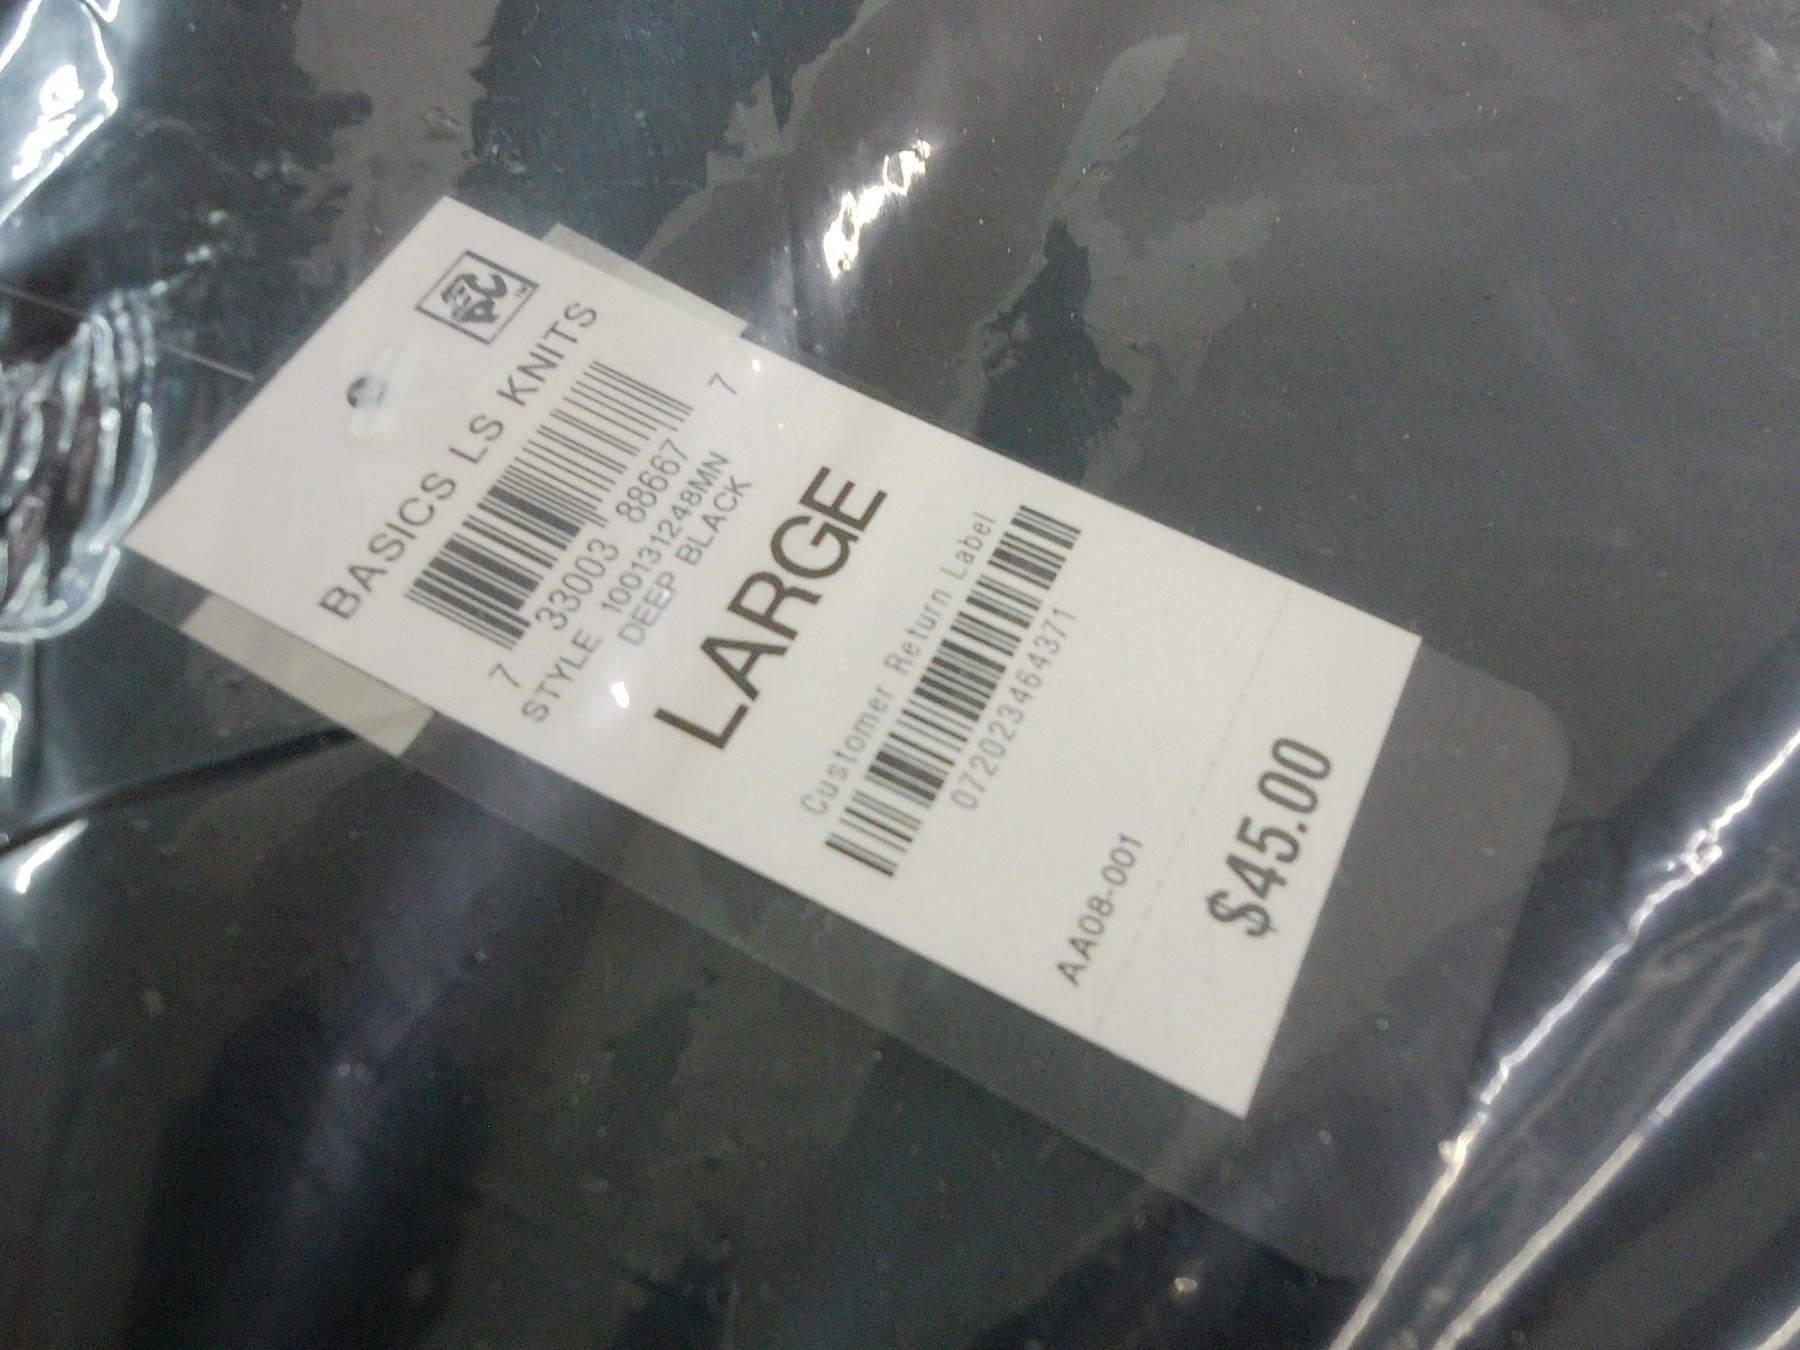 BASICS LS KNITS
7 33003 88667 7
STYLE 100131248MN
DEEP BLACK
LARGE
Customer Return Label
072023464371
AA08-001
$45.00